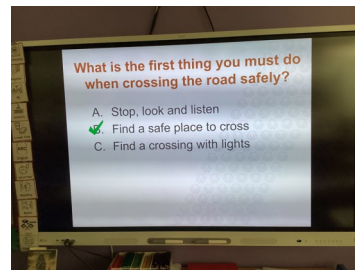 What is the first thing you must do
when crossing the road safely?
A. Stop, look and listen
B. Find a safe place to cross
C. Find a crossing with lights